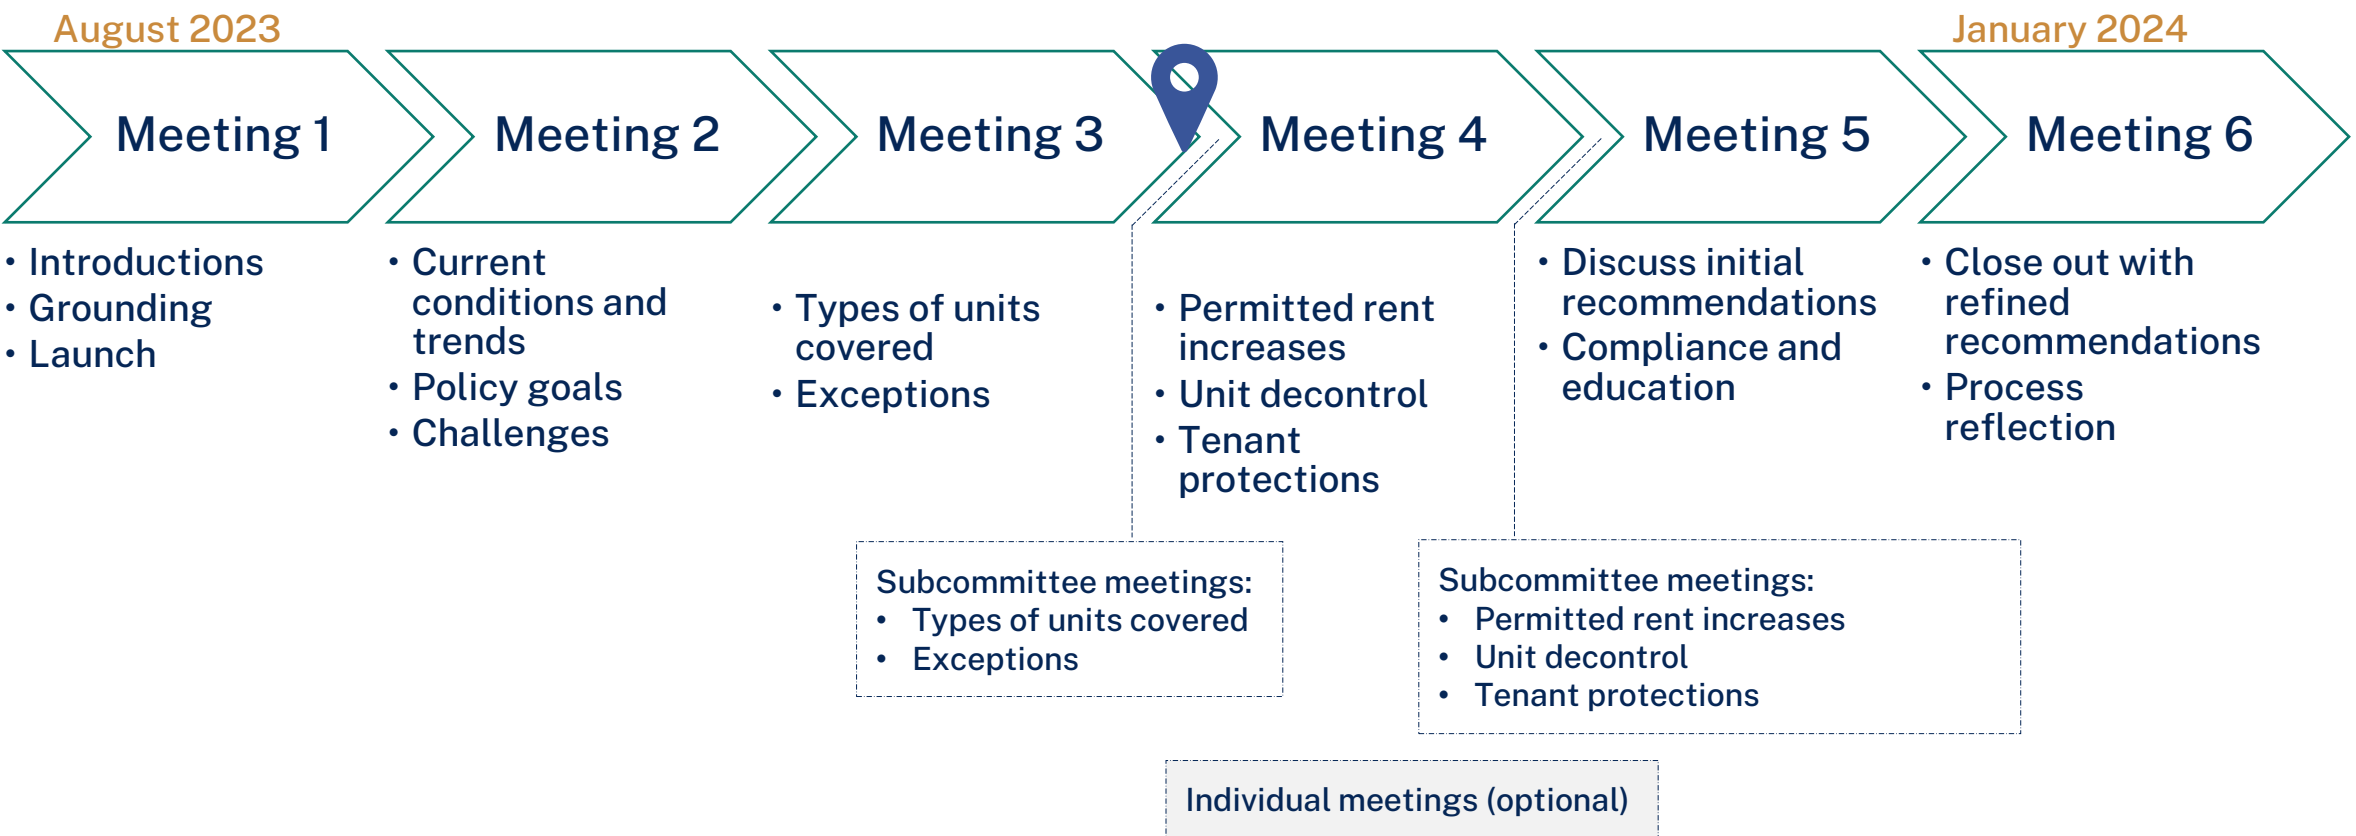 August 2023
January 2024
Meeting 1
Meeting 2
Meeting 3
Meeting 4
Meeting 5
Meeting 6
• Introductions
• Grounding
• Launch
• Current
conditions and
trends
• Policy goals
• Challenges
• Types of units
covered
• Exceptions
• Permitted rent
increases
• Unit decontrol
• Tenant
protections
• Discuss initial
recommendations
• Compliance and
education
• Close out with
refined
recommendations
• Process
reflection
Subcommittee meetings:
• Types of units covered
• Exceptions
Subcommittee meetings:
• Permitted rent increases
• Unit decontrol
• Tenant protections
Individual meetings (optional)